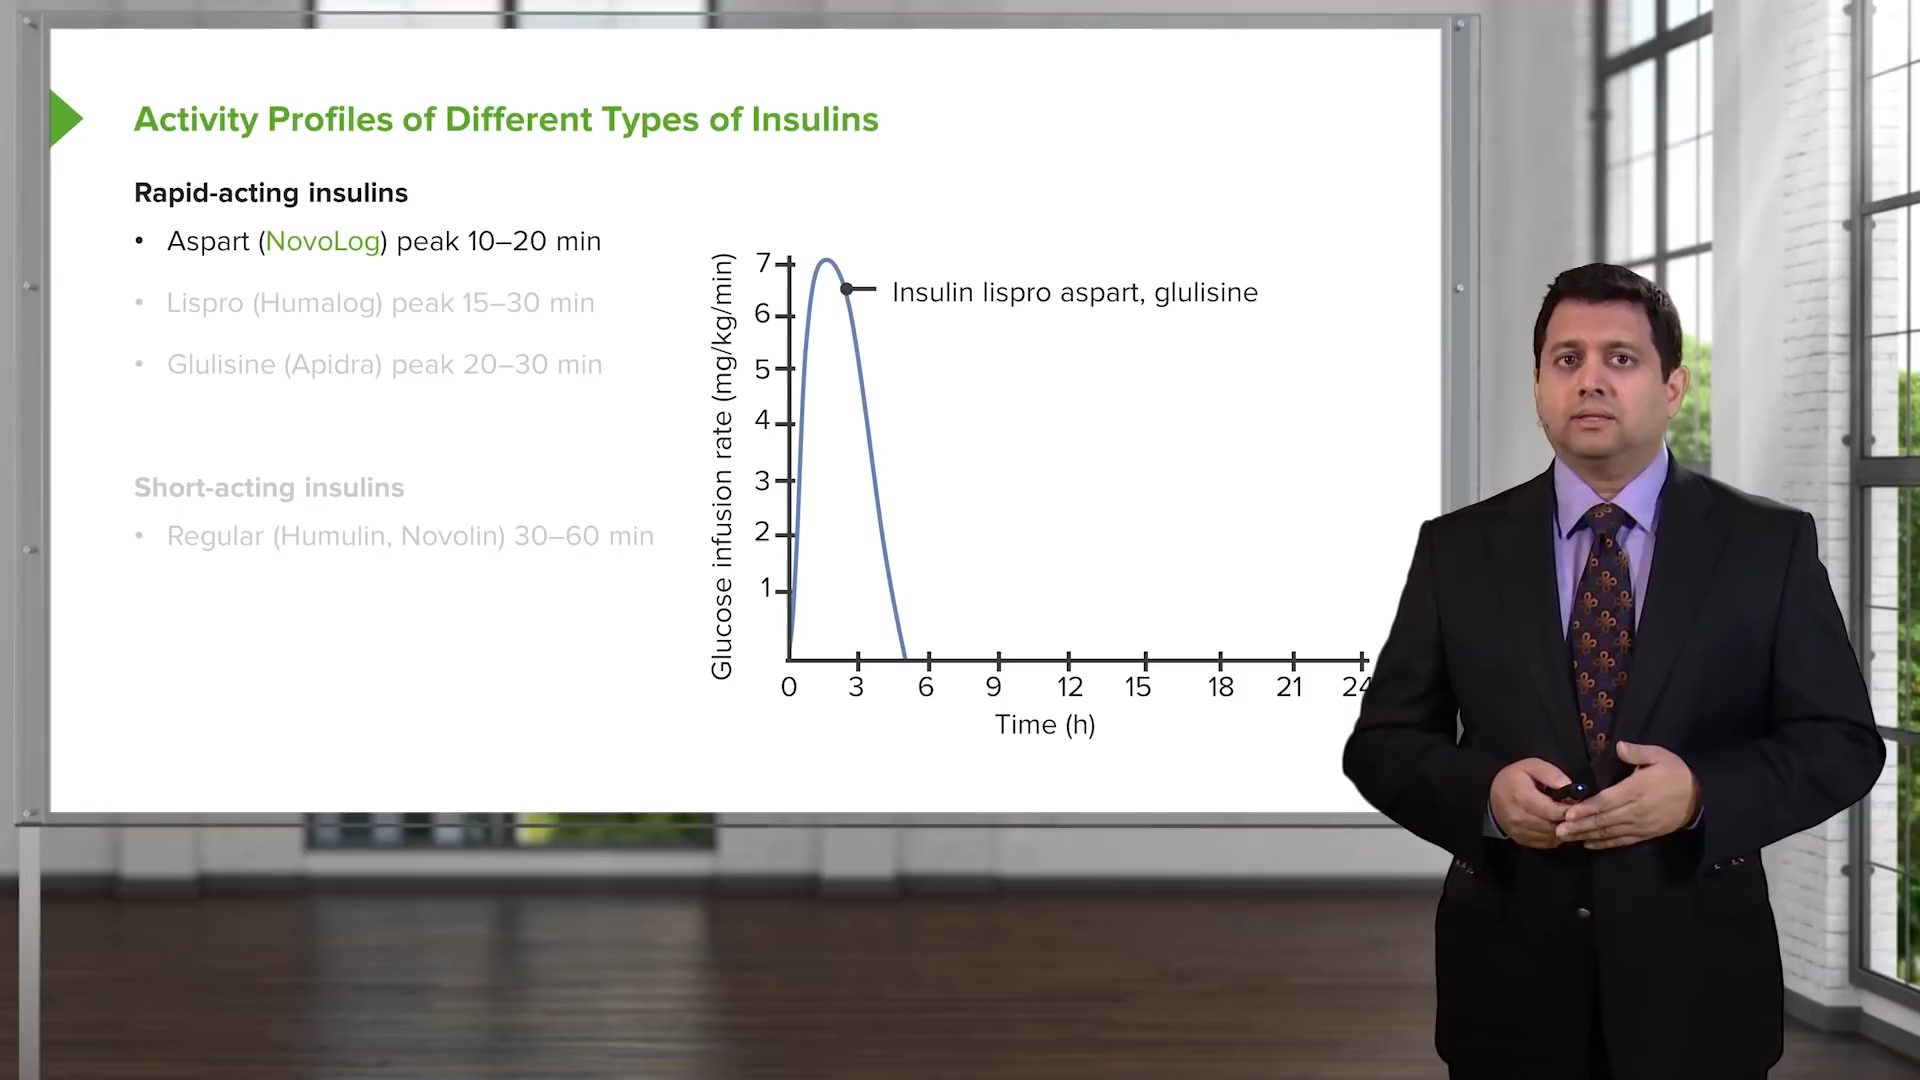 Activity Profiles of Different Types of Insulins
Rapid-acting insulins
• Aspart (NovoLog) peak 10–20 min
• Lispro (Humalog) peak 15–30 min
• Glulisine (Apidra) peak 20–30 min
Short-acting insulins
• Regular (Humulin, Novolin) 30–60 min
Glucose infusion rate (mg/kg/min)
7
6
5
4
3
2
1
Insulin lispro aspart, glulisine
0 3 6 9 12 15 18 21 24
Time (h)